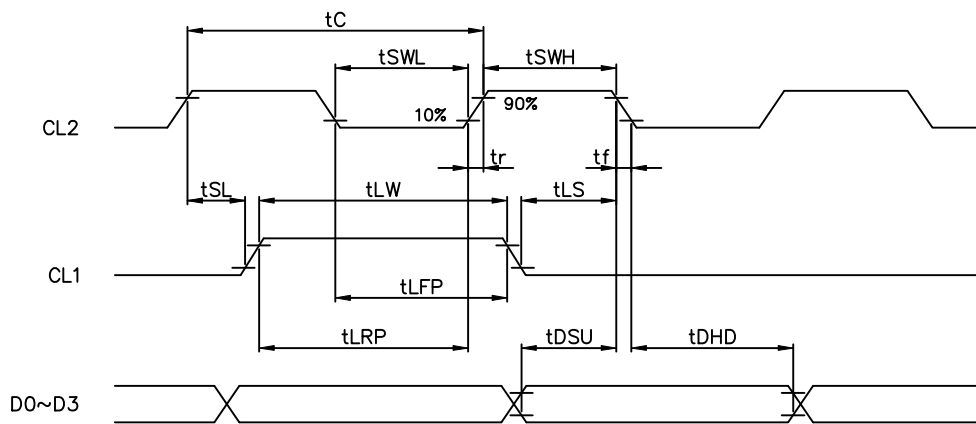 tC
tSWL
tSWH
CL2
10%
90%
tr
tf
tSL
tLW
tLS
CL1
tLFP
tLRP
tDSU
tDHD
D0~D3